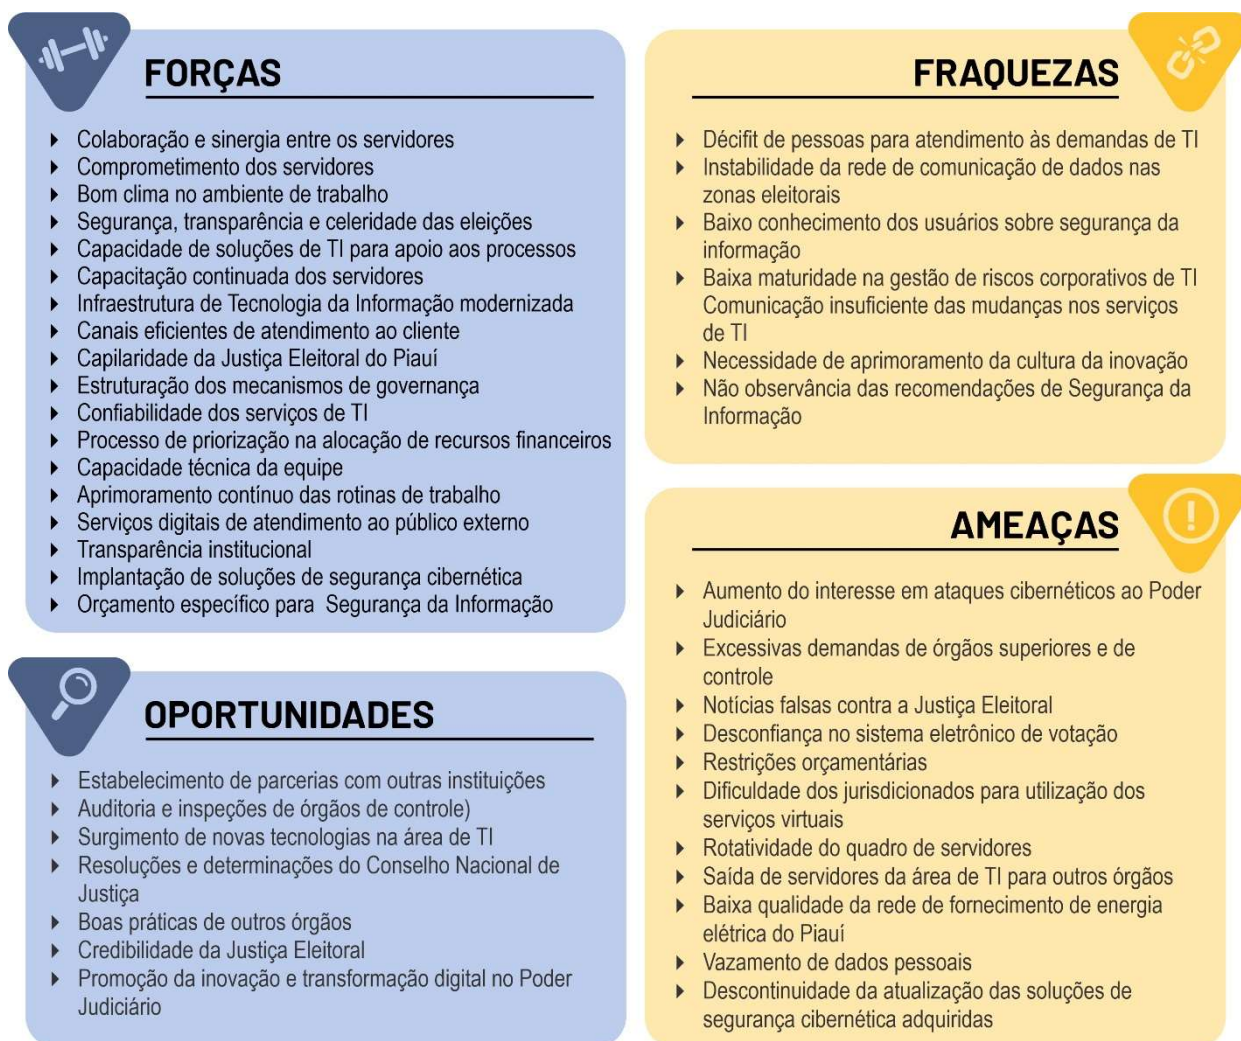 FORÇAS
Colaboração e sinergia entre os servidores
Comprometimento dos servidores
Bom clima no ambiente de trabalho
Segurança, transparência e celeridade das eleições
Capacidade de soluções de TI para apoio aos processos
Capacitação continuada dos servidores
Infraestrutura de Tecnologia da Informação modernizada
Canais eficientes de atendimento ao cliente
Capilaridade da Justiça Eleitoral do Piauí
Estruturação dos mecanismos de governança
Confiabilidade dos serviços de TI
Processo de priorização na alocação de recursos financeiros
Capacidade técnica da equipe
Aprimoramento contínuo das rotinas de trabalho
Serviços digitais de atendimento ao público externo
Transparência institucional
Implantação de soluções de segurança cibernética
Orçamento específico para Segurança da Informação
FRAQUEZAS
Décifit de pessoas para atendimento às demandas de TI
Instabilidade da rede de comunicação de dados nas
zonas eleitorais
Baixo conhecimento dos usuários sobre segurança da
informação
Baixa maturidade na gestão de riscos corporativos de TI
Comunicação insuficiente das mudanças nos serviços
de TI
Necessidade de aprimoramento da cultura da inovação
Não observância das recomendações de Segurança da
Informação
OPORTUNIDADES
Estabelecimento de parcerias com outras instituições
Auditoria e inspeções de órgãos de controle)
Surgimento de novas tecnologias na área de TI
Resoluções e determinações do Conselho Nacional de
Justiça
Boas práticas de outros órgãos
Credibilidade da Justiça Eleitoral
Promoção da inovação e transformação digital no Poder
Judiciário
AMEAÇAS
Aumento do interesse em ataques cibernéticos ao Poder
Judiciário
Excessivas demandas de órgãos superiores e de
controle
Notícias falsas contra a Justiça Eleitoral
Desconfiança no sistema eletrônico de votação
Restrições orçamentárias
Dificuldade dos jurisdicionados para utilização dos
serviços virtuais
Rotatividade do quadro de servidores
Saída de servidores da área de TI para outros órgãos
Baixa qualidade da rede de fornecimento de energia
elétrica do Piauí
Vazamento de dados pessoais
Descontinuidade da atualização das soluções de
segurança cibernética adquiridas